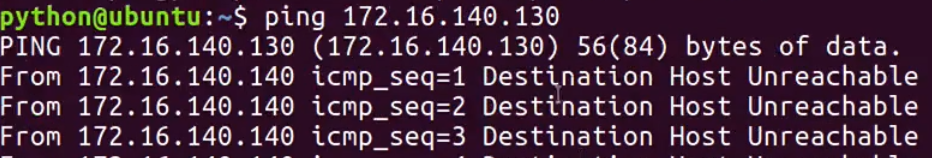 python@ubuntu:~$ ping 172.16.140.130
PING 172.16.140.130 (172.16.140.130) 56(84) bytes of data.
From 172.16.140.140 icmp_seq=1 Destination Host Unreachable
From 172.16.140.140 icmp_seq=2 Destination Host Unreachable
From 172.16.140.140 icmp_seq=3 Destination Host Unreachable